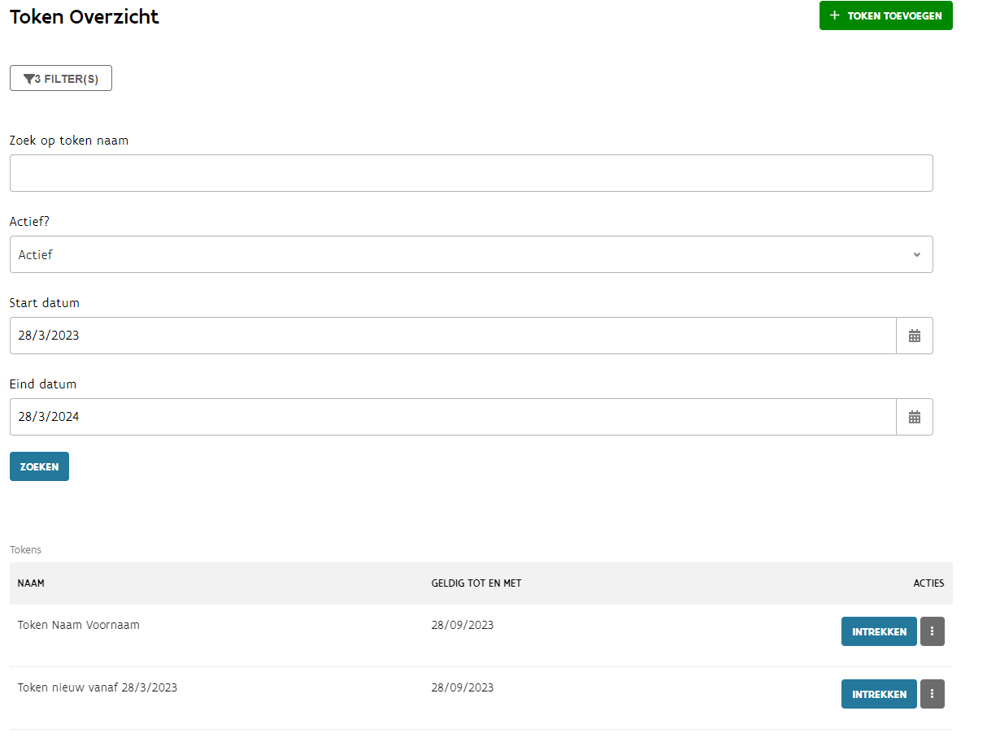 Token Overzicht
TOKEN TOEVOEGEN
3 FILTER(S)
Zoek op token naam
Actief?
Actief
Start datum
28/3/2023
Eind datum
28/3/2024
ZOEKEN
Tokens
NAAM GELDIG TOT EN MET ACTIES
Token Naam Voornaam 28/09/2023 INTREKKEN
Token nieuw vanaf 28/3/2023 28/09/2023 INTREKKEN